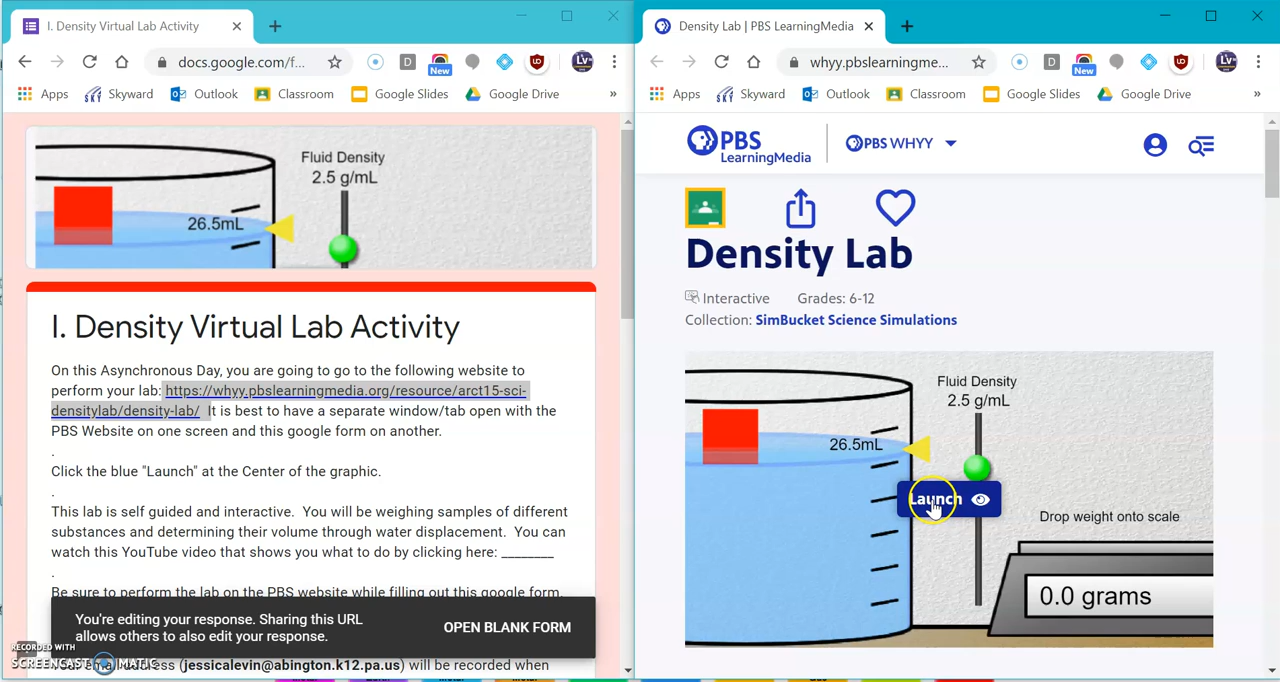 I. Density Virtual Lab Activity
docs.google.com/f...
D
New
Lv
Apps
Skyward
Outlook
Classroom
Google Slides
Google Drive
»
Fluid Density
2.5 g/mL
26.5mL
I. Density Virtual Lab Activity
On this Asynchronous Day, you are going to go to the following website to
perform your lab: https://whyy.pbslearningmedia.org/resource/arct15-sci-
densitylab/density-lab/ It is best to have a separate window/tab open with the
PBS Website on one screen and this google form on another.
.
Click the blue "Launch" at the Center of the graphic.
.
This lab is self guided and interactive. You will be weighing samples of different
substances and determining their volume through water displacement. You can
watch this YouTube video that shows you what to do by clicking here: ________
.
Be sure to perform the lab on the PBS website while filling out this google form.
You're editing your response. Sharing this URL
allows others to also edit your response.
OPEN BLANK FORM
RECORDED WITH
SCREENCAST-O-MATIC
Your email address (jessicalevin@abington.k12.pa.us) will be recorded when
Density Lab | PBS LearningMedia
whyy.pbslearningme...
D
New
Lv
Apps
Skyward
Outlook
Classroom
Google Slides
Google Drive
»
PBS
LearningMedia
PBS WHYY
Density Lab
Interactive Grades: 6-12
Collection: SimBucket Science Simulations
Fluid Density
2.5 g/mL
26.5mL
Launch
Drop weight onto scale
0.0 grams